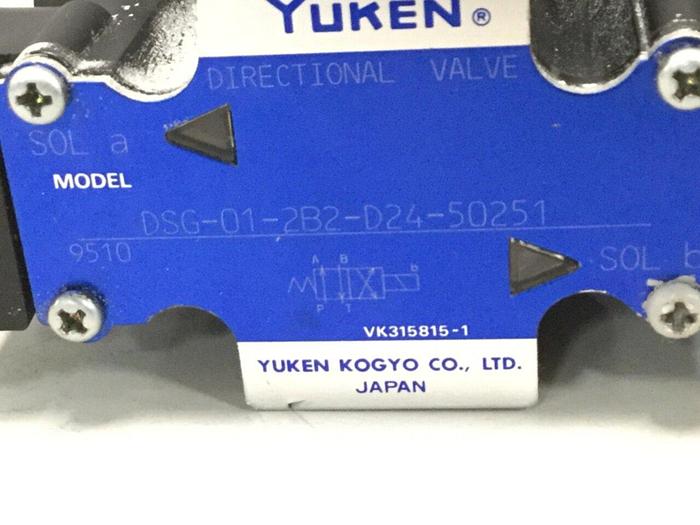 YUKEN®
DIRECTIONAL VALVE
SOL a
MODEL
DSG-01-2B2-D24-50251
9510
SOL b
A B
b
P T
VK315815-1
YUKEN KOGYO CO., LTD.
JAPAN